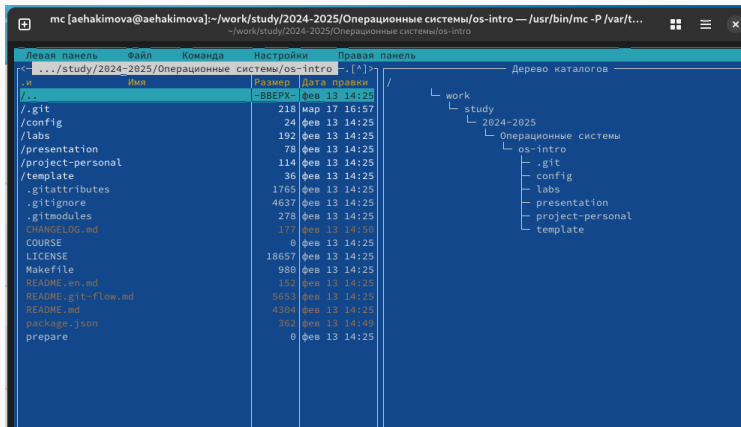 mc [aehakimova@aehakimova]:~/work/study/2024-2025/Операционные системы/os-intro — /usr/bin/mc -P /var/t…
~/work/study/2024-2025/Операционные системы/os-intro
Левая панель Файл Команда Настройки Правая панель
<— .../study/2024-2025/Операционные системы/os-intro —.[^]>
.и Имя Размер Дата правки
/.. -ВВЕРХ- фев 13 14:25
/.git 218 мар 17 16:57
/config 24 фев 13 14:25
/labs 192 фев 13 14:25
/presentation 78 фев 13 14:25
/project-personal 114 фев 13 14:25
/template 36 фев 13 14:25
.gitattributes 1765 фев 13 14:25
.gitignore 4637 фев 13 14:25
.gitmodules 278 фев 13 14:25
CHANGELOG.md 177 фев 13 14:50
COURSE 0 фев 13 14:25
LICENSE 18657 фев 13 14:25
Makefile 980 фев 13 14:25
README.en.md 152 фев 13 14:25
README.git-flow.md 5653 фев 13 14:25
README.md 4304 фев 13 14:25
package.json 362 фев 13 14:49
prepare 0 фев 13 14:25
Дерево каталогов
/
work
study
2024-2025
Операционные системы
os-intro
.git
config
labs
presentation
project-personal
template